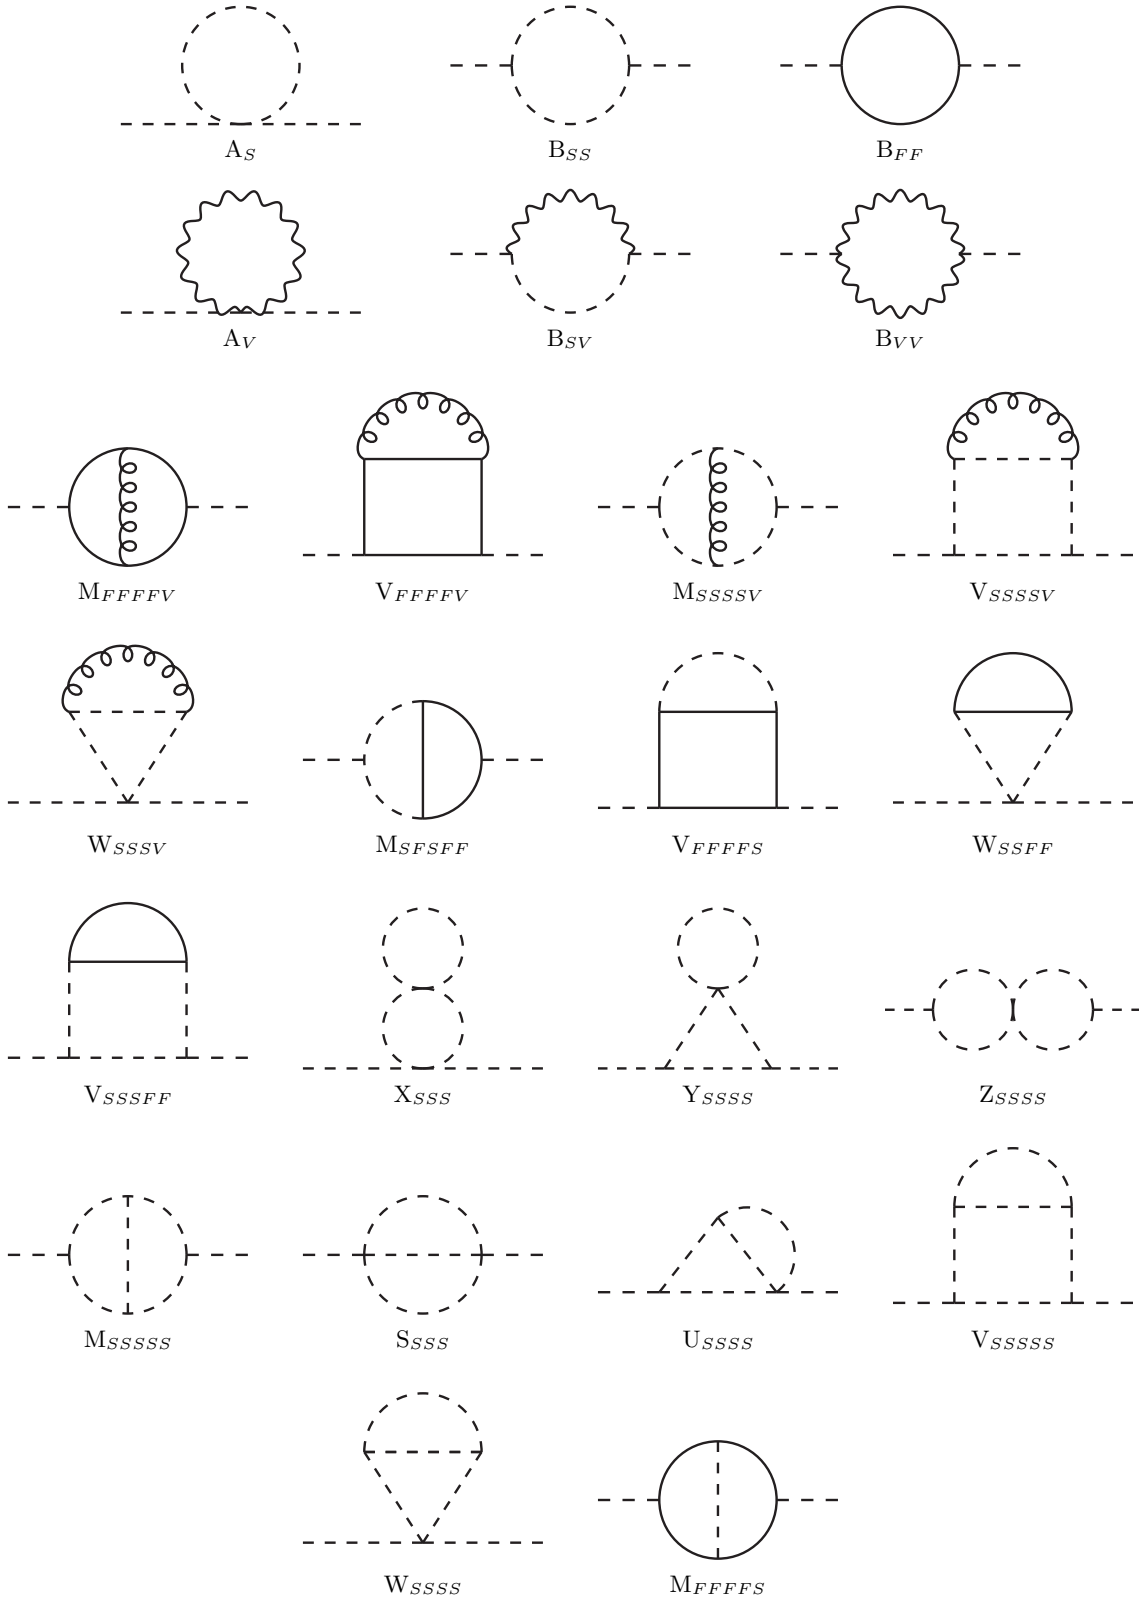 A_S B_SS B_FF
A_V B_SV B_VV
M_FFFFV V_FFFFV M_SSSSV V_SSSSV
W_SSSV M_SFSFF V_FFFFS W_SSFF
V_SSSFF X_SSS Y_SSSS Z_SSSS
M_SSSSS S_SSS U_SSSS V_SSSSS
W_SSSS M_FFFFS